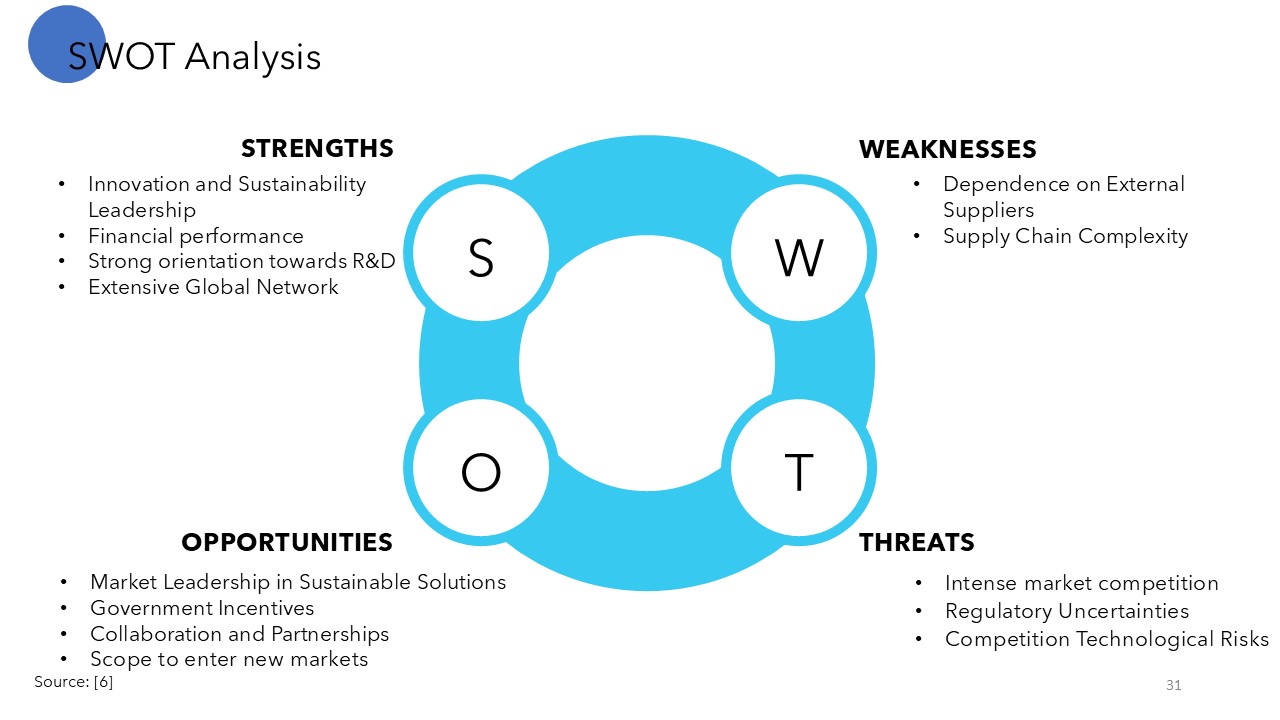 SWOT Analysis
STRENGTHS
• Innovation and Sustainability
Leadership
• Financial performance
• Strong orientation towards R&D
• Extensive Global Network
WEAKNESSES
• Dependence on External
Suppliers
• Supply Chain Complexity
S
W
O
T
OPPORTUNITIES
• Market Leadership in Sustainable Solutions
• Government Incentives
• Collaboration and Partnerships
• Scope to enter new markets
THREATS
• Intense market competition
• Regulatory Uncertainties
• Competition Technological Risks
Source: [6]
31